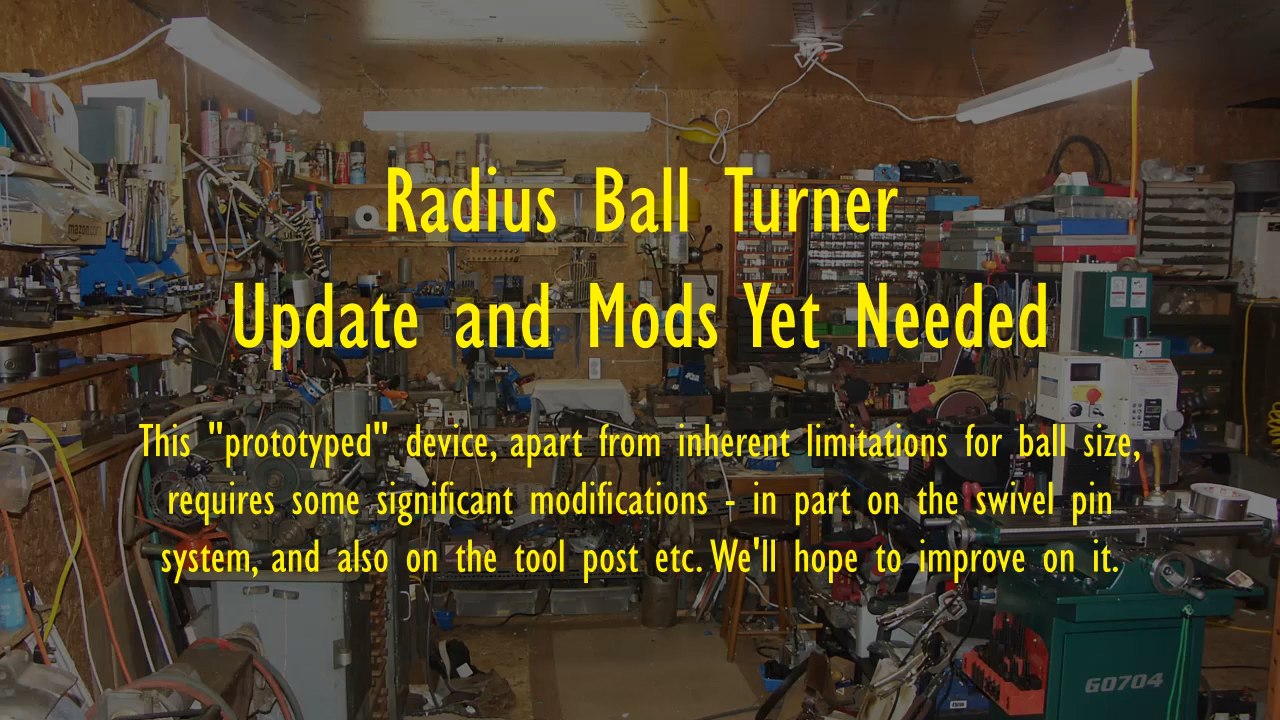 Radius Ball Turner
Update and Mods Yet Needed
This "prototyped" device, apart from inherent limitations for ball size,
requires some significant modifications - in part on the swivel pin
system, and also on the tool post etc. We'll hope to improve on it.
amazon
G0704